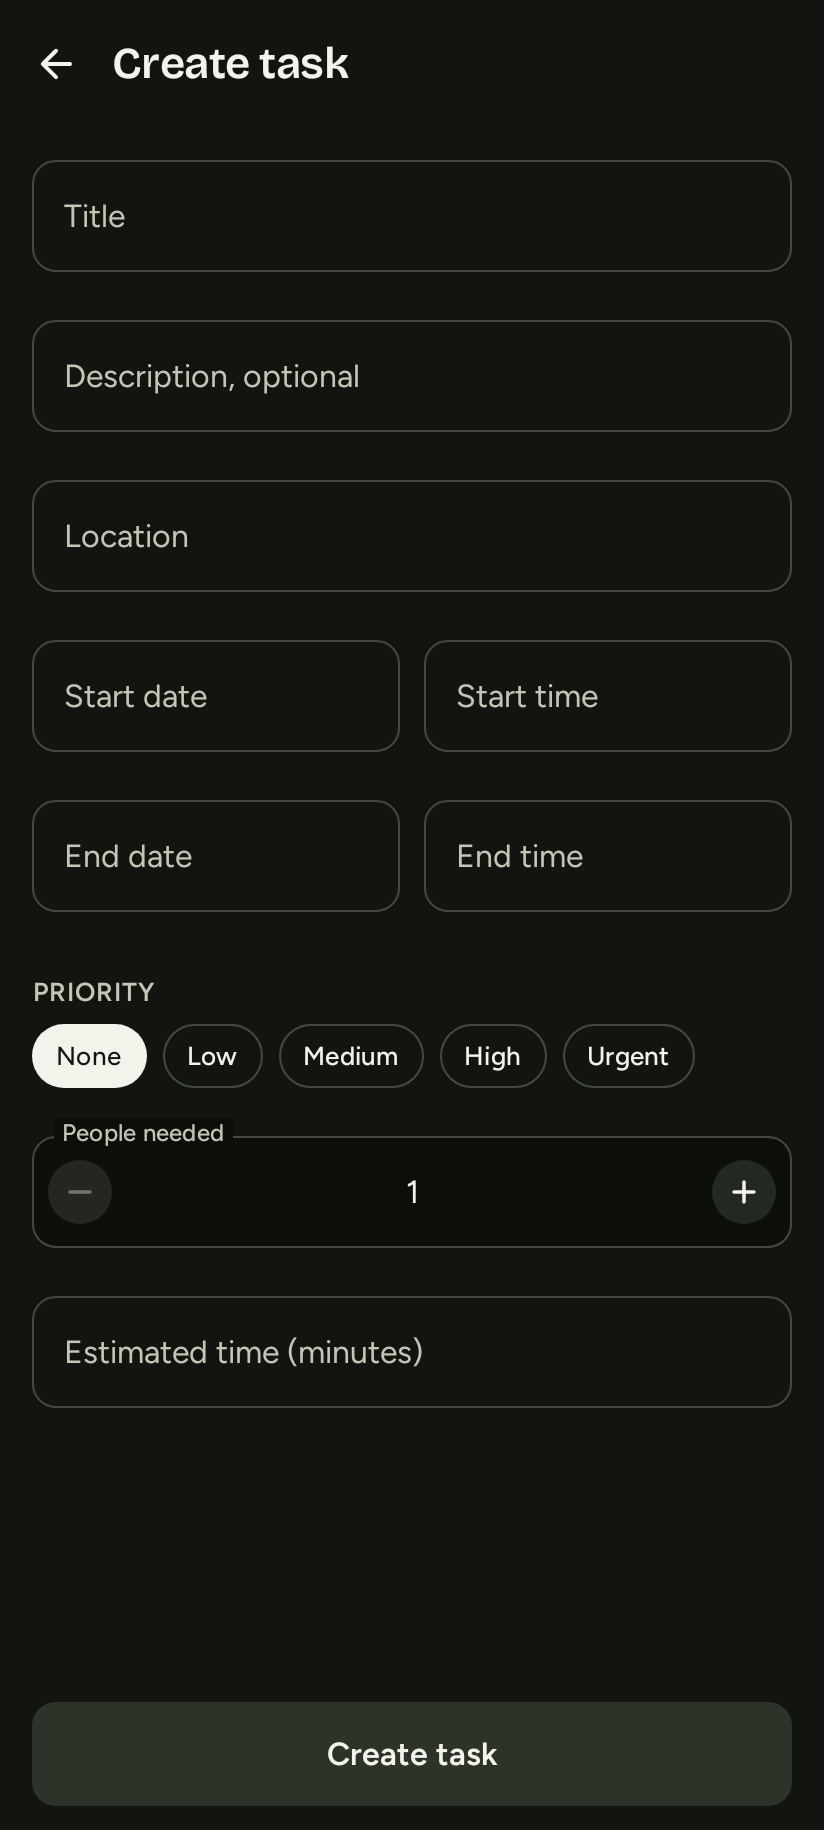 Create task
Title
Description, optional
Location
Start date
Start time
End date
End time
PRIORITY
None Low Medium High Urgent
People needed
1
Estimated time (minutes)
Create task